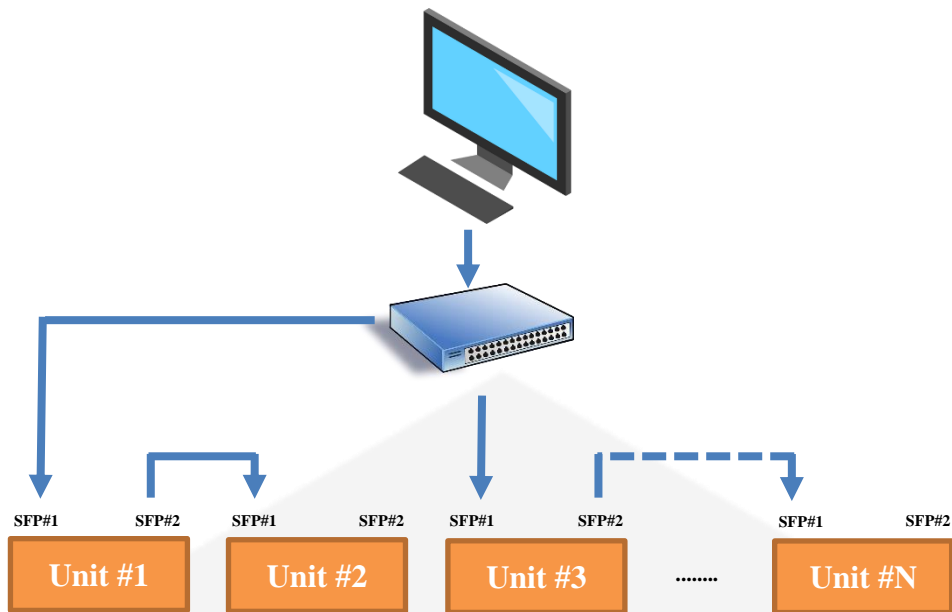 SFP#1 SFP#2 SFP#1 SFP#2 SFP#1 SFP#2 SFP#1 SFP#2
Unit #1 Unit #2 Unit #3 ........ Unit #N